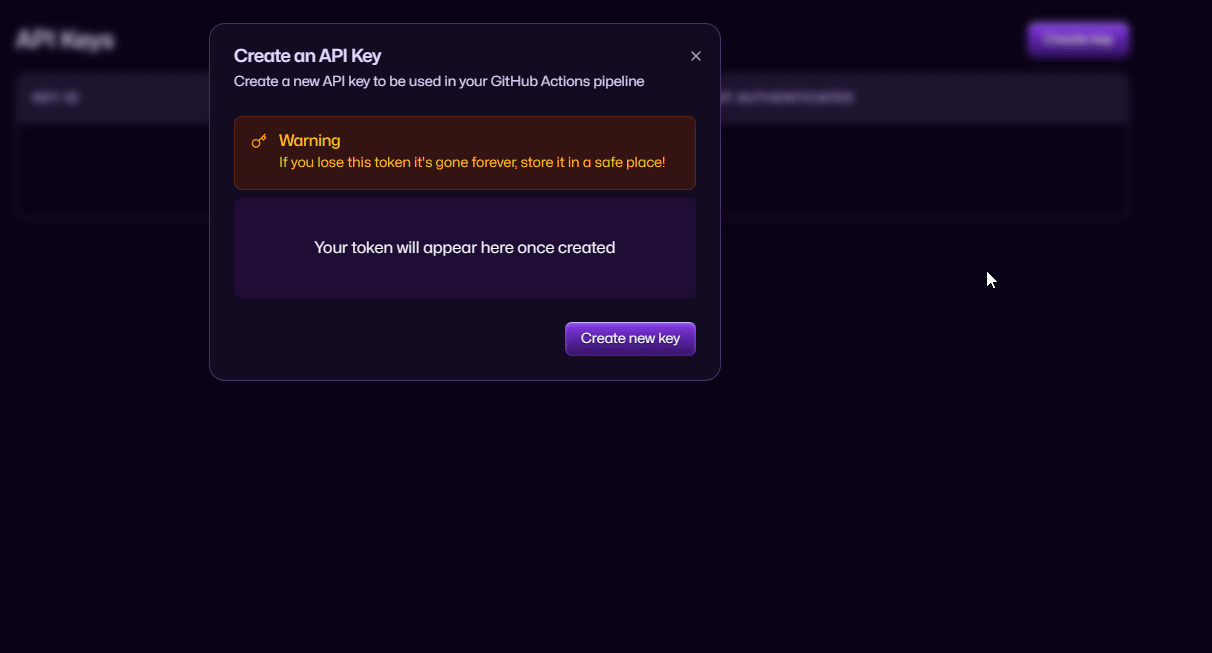 API Keys
Create key
KEY ID
AUTHENTICATED
Create an API Key
Create a new API key to be used in your GitHub Actions pipeline
Warning
If you lose this token it's gone forever, store it in a safe place!
Your token will appear here once created
Create new key